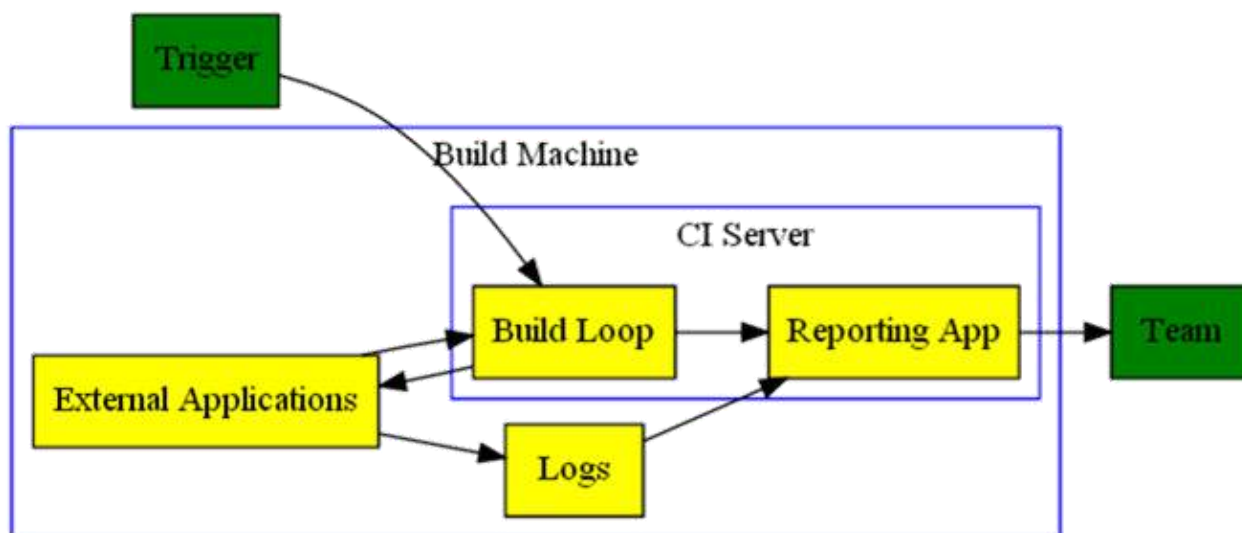 Trigger
Build Machine
CI Server
Build Loop
Reporting App
Team
External Applications
Logs